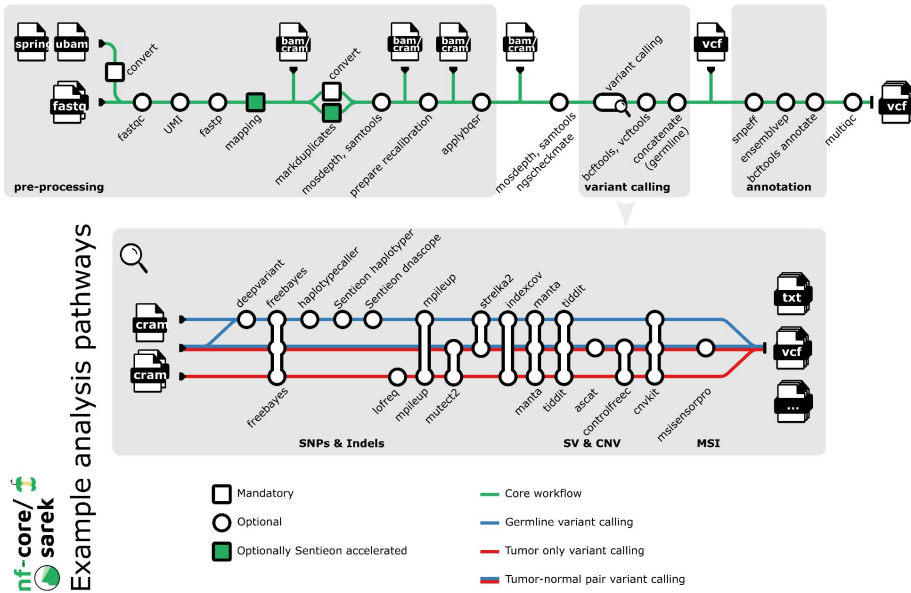 spring
ubam
convert
fastq
fastqc
UMI
fastp
mapping
bam/
cram
convert
markduplicates
mosdepth, samtools
bam/
cram
prepare recalibration
bam/
cram
applybqsr
bam/
cram
mosdepth, samtools
ngscheckmate
variant calling
bcftools, vcftools
concatenate
(germline)
vcf
snpeff
ensemblvep
bcftools annotate
multiqc
vcf
pre-processing
variant calling
annotation
Example analysis pathways
nf-core/
sarek
cram
cram
deepvariant
freebayes
haplotypecaller
Sentieon haplotyper
Sentieon dnascope
mpileup
strelka2
indexcov
manta
tiddit
freebayes
lofreq
mpileup
mutect2
manta
tiddit
ascat
controlfreec
cnvkit
msisensorpro
txt
vcf
...
SNPs & Indels
SV & CNV
MSI
Mandatory
Optional
Optionally Sentieon accelerated
Core workflow
Germline variant calling
Tumor only variant calling
Tumor-normal pair variant calling